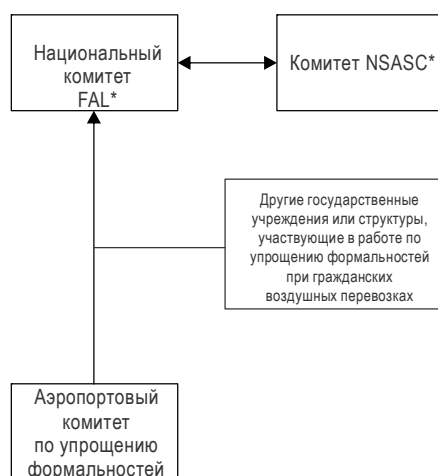 Национальный
комитет
FAL*
Комитет NSASC*
Другие государственные
учреждения или структуры,
участвующие в работе по
упрощению формальностей
при гражданских
воздушных перевозках
Аэропортовый
комитет
по упрощению
формальностей